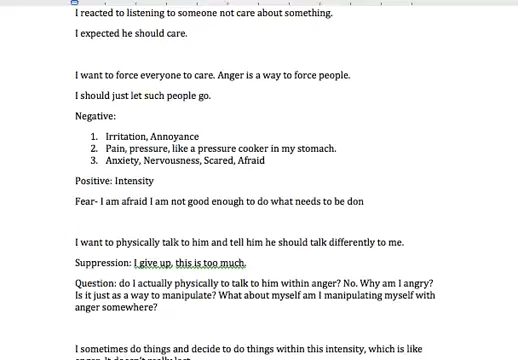 I reacted to listening to someone not care about something.
I expected he should care.
I want to force everyone to care. Anger is a way to force people.
I should just let such people go.
Negative:
1. Irritation, Annoyance
2. Pain, pressure, like a pressure cooker in my stomach.
3. Anxiety, Nervousness, Scared, Afraid
Positive: Intensity
Fear- I am afraid I am not good enough to do what needs to be don
I want to physically talk to him and tell him he should talk differently to me.
Suppression: I give up, this is too much.
Question: do I actually physically to talk to him within anger? No. Why am I angry?
Is it just as a way to manipulate? What about myself am I manipulating myself with
anger somewhere?
I sometimes do things and decide to do things within this intensity, which is like